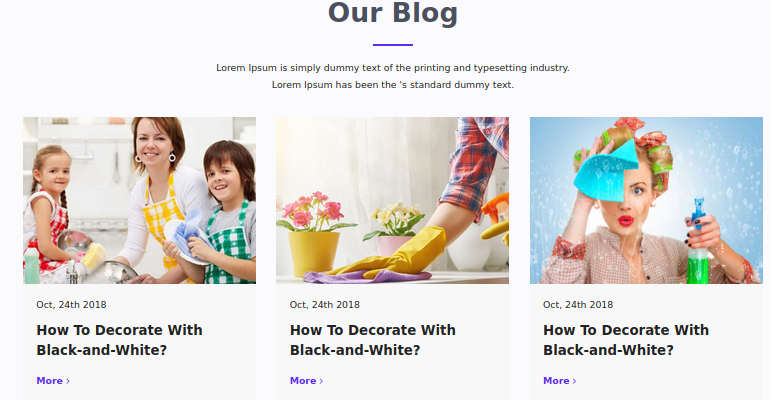 Our Blog
Lorem Ipsum is simply dummy text of the printing and typesetting industry.
Lorem Ipsum has been the 's standard dummy text.
Oct, 24th 2018
How To Decorate With
Black-and-White?
More ›
Oct, 24th 2018
How To Decorate With
Black-and-White?
More ›
Oct, 24th 2018
How To Decorate With
Black-and-White?
More ›